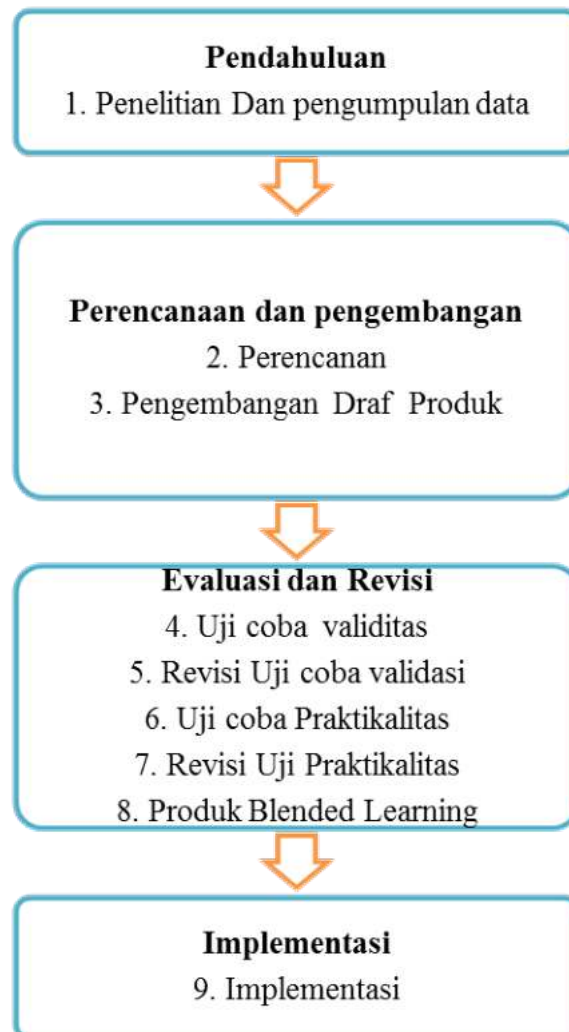 Pendahuluan
1. Penelitian Dan pengumpulan data
Perencanaan dan pengembangan
2. Perencanan
3. Pengembangan Draf Produk
Evaluasi dan Revisi
4. Uji coba validitas
5. Revisi Uji coba validasi
6. Uji coba Praktikalitas
7. Revisi Uji Praktikalitas
8. Produk Blended Learning
Implementasi
9. Implementasi